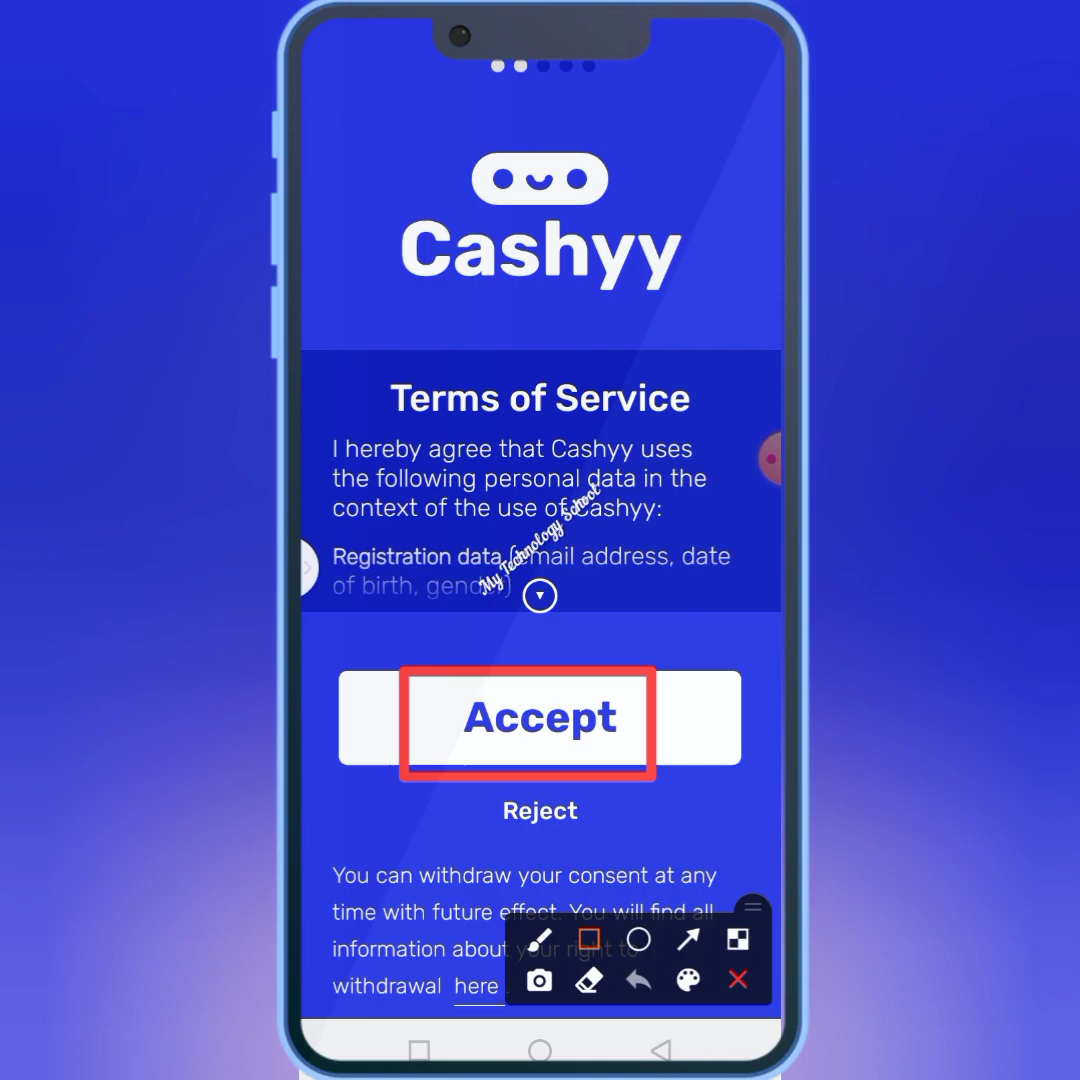 Cashyy
Terms of Service
I hereby agree that Cashyy uses
the following personal data in the
context of the use of Cashyy:
Registration data (email address, date
of birth, gender)
My Technology School
Accept
Reject
You can withdraw your consent at any
time with future effect. You will find all
information about your right to
withdrawal here